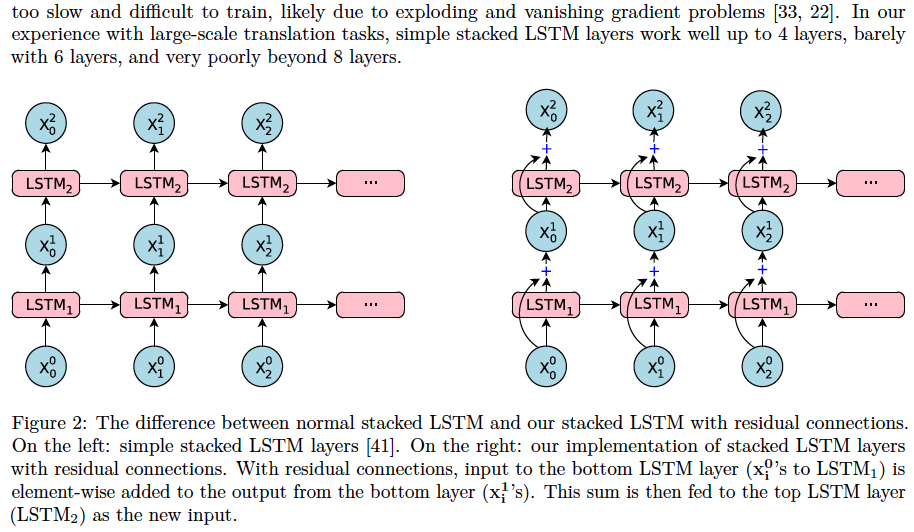 too slow and difficult to train, likely due to exploding and vanishing gradient problems [33, 22]. In our
experience with large-scale translation tasks, simple stacked LSTM layers work well up to 4 layers, barely
with 6 layers, and very poorly beyond 8 layers.
X₀² X₁² X₂²
LSTM₂ LSTM₂ LSTM₂ ...
X₀¹ X₁¹ X₂¹
LSTM₁ LSTM₁ LSTM₁ ...
X₀⁰ X₁⁰ X₂⁰
X₀² X₁² X₂²
+ + +
LSTM₂ LSTM₂ LSTM₂ ...
X₀¹ X₁¹ X₂¹
+ + +
LSTM₁ LSTM₁ LSTM₁ ...
X₀⁰ X₁⁰ X₂⁰
Figure 2: The difference between normal stacked LSTM and our stacked LSTM with residual connections.
On the left: simple stacked LSTM layers [41]. On the right: our implementation of stacked LSTM layers
with residual connections. With residual connections, input to the bottom LSTM layer (xᵢ⁰'s to LSTM₁) is
element-wise added to the output from the bottom layer (xᵢ¹'s). This sum is then fed to the top LSTM layer
(LSTM₂) as the new input.